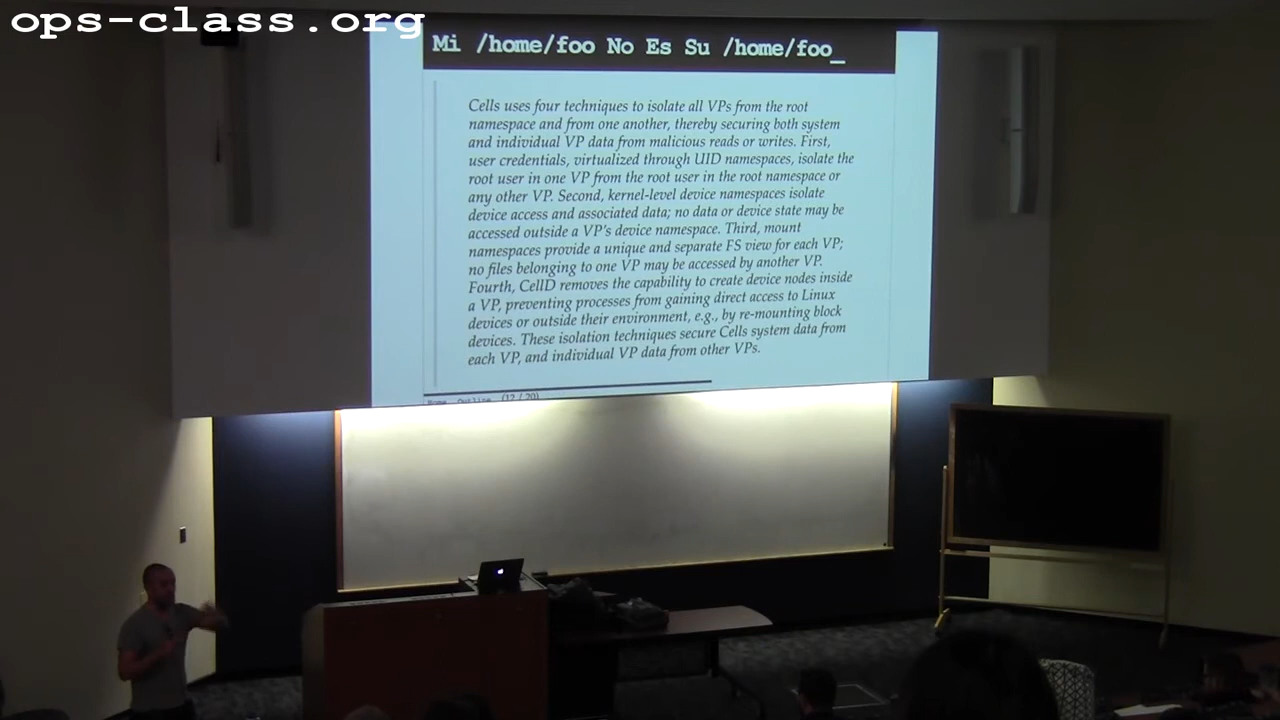 ops-class.org
Mi /home/foo No Es Su /home/foo_
Cells uses four techniques to isolate all VPs from the root
namespace and from one another, thereby securing both system
and individual VP data from malicious reads or writes. First,
user credentials, virtualized through UID namespaces, isolate the
root user in one VP from the root user in the root namespace or
any other VP. Second, kernel-level device namespaces isolate
device access and associated data; no data or device state may be
accessed outside a VP's device namespace. Third, mount
namespaces provide a unique and separate FS view for each VP;
no files belonging to one VP may be accessed by another VP.
Fourth, CellD removes the capability to create device nodes inside
a VP, preventing processes from gaining direct access to Linux
devices or outside their environment, e.g., by re-mounting block
devices. These isolation techniques secure Cells system data from
each VP, and individual VP data from other VPs.
Home Outline (12 / 20)